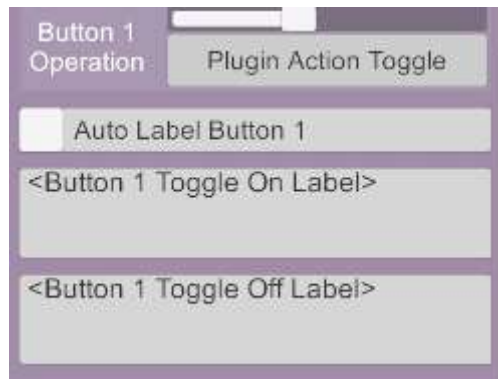 Button 1
Operation
Plugin Action Toggle
Auto Label Button 1
<Button 1 Toggle On Label>
<Button 1 Toggle Off Label>